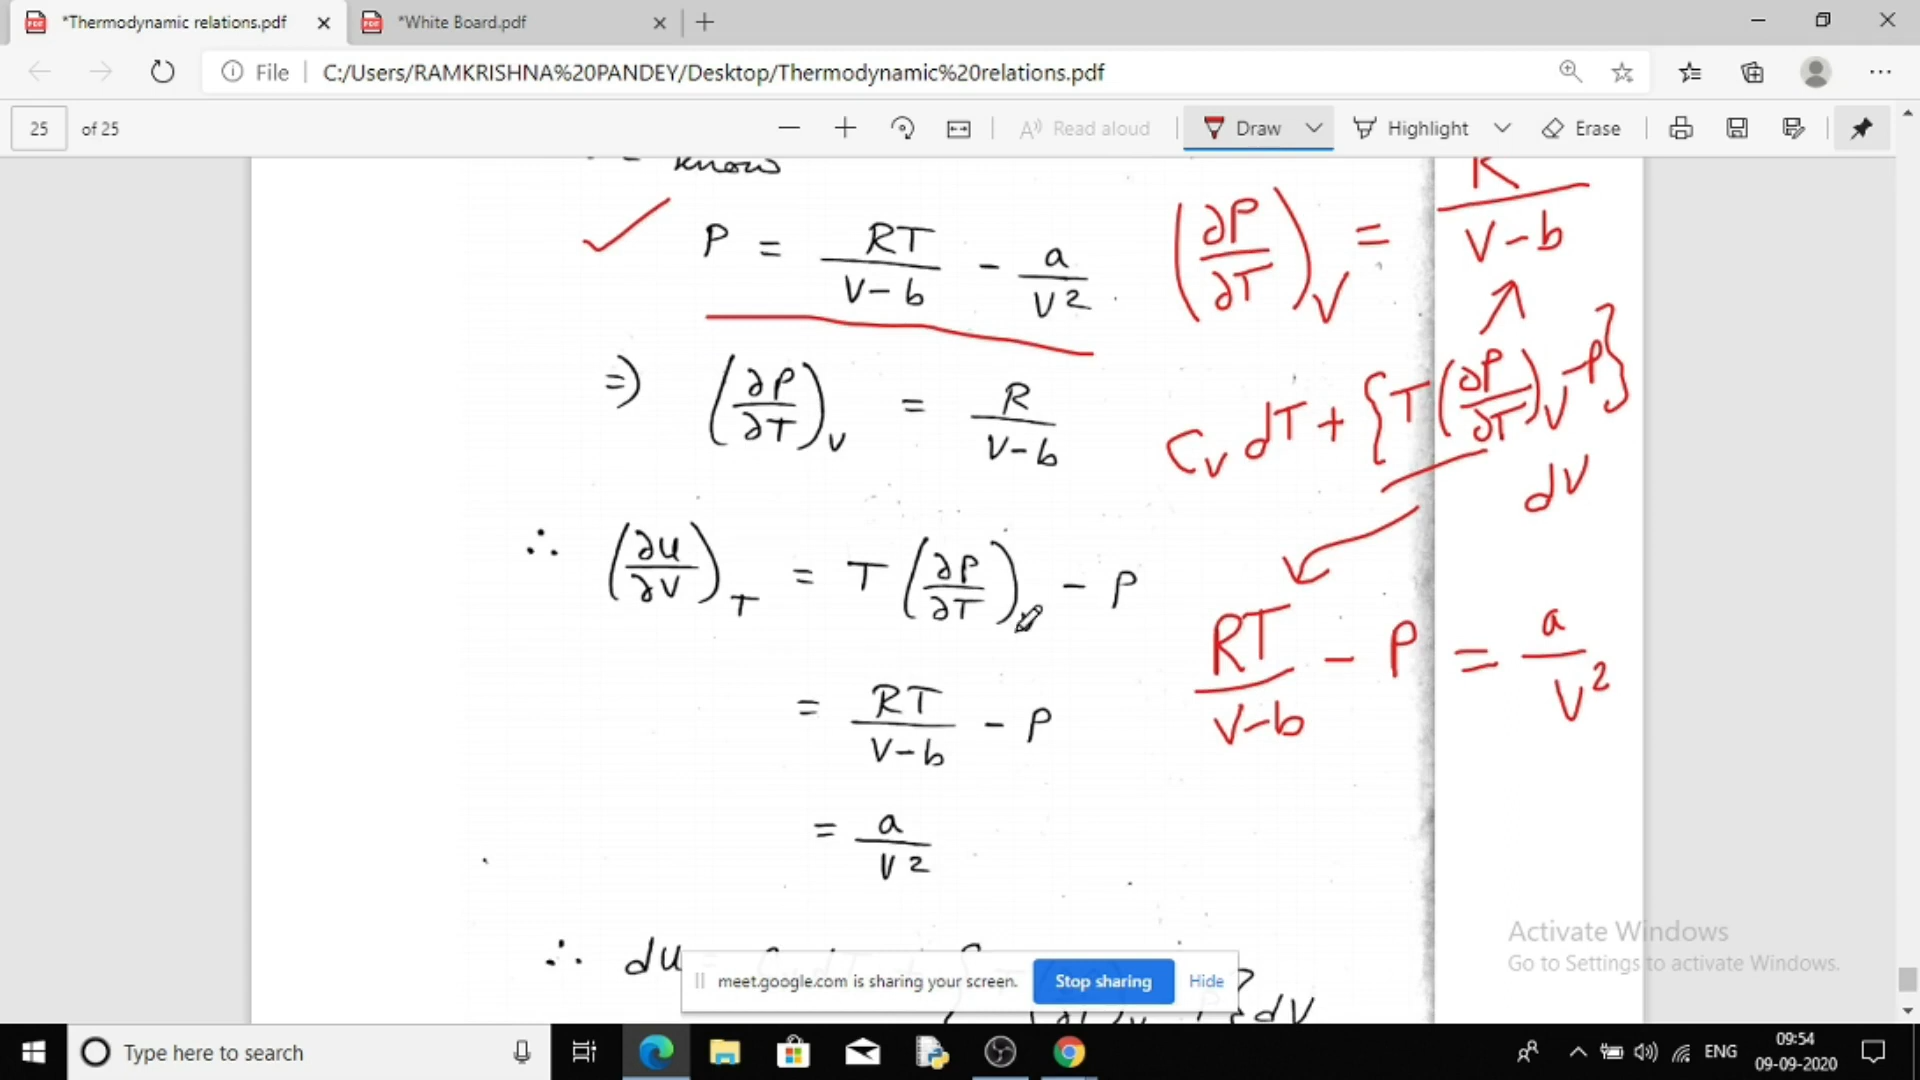 *Thermodynamic relations.pdf
*White Board.pdf
File
C:/Users/RAMKRISHNA%20PANDEY/Desktop/Thermodynamic%20relations.pdf
25 of 25
Read aloud
Draw
Highlight
Erase
know
P = RT/(V-b) - a/V²
(∂P/∂T)_V = R/(V-b)
=) (∂P/∂T)_V = R/(V-b)
C_V dT + {T(∂P/∂T)_V - P}
dV
∴ (∂U/∂V)_T = T(∂P/∂T) - P
RT/(V-b) - P = a/V²
= RT/(V-b) - P
= a/V²
Activate Windows
Go to Settings to activate Windows.
∴ dU
dV
meet.google.com is sharing your screen.
Stop sharing
Hide
Type here to search
ENG
09:54
09-09-2020